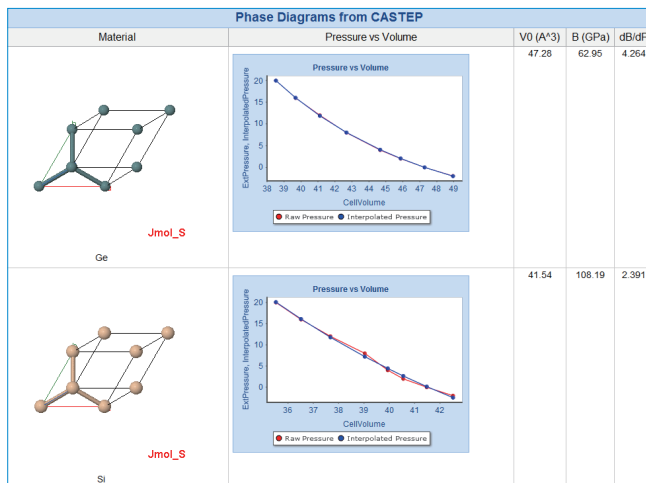 Phase Diagrams from CASTEP
Material Pressure vs Volume V0 (A^3) B (GPa) dB/dP
47.28 62.95 4.264
Pressure vs Volume
ExtPressure, InterpolatedPressure
20
15
10
5
0
38 39 40 41 42 43 44 45 46 47 48 49
CellVolume
Raw Pressure Interpolated Pressure
Jmol_S
Ge
41.54 108.19 2.391
Pressure vs Volume
ExtPressure, InterpolatedPressure
20
15
10
5
0
36 37 38 39 40 41 42
CellVolume
Raw Pressure Interpolated Pressure
Jmol_S
Si